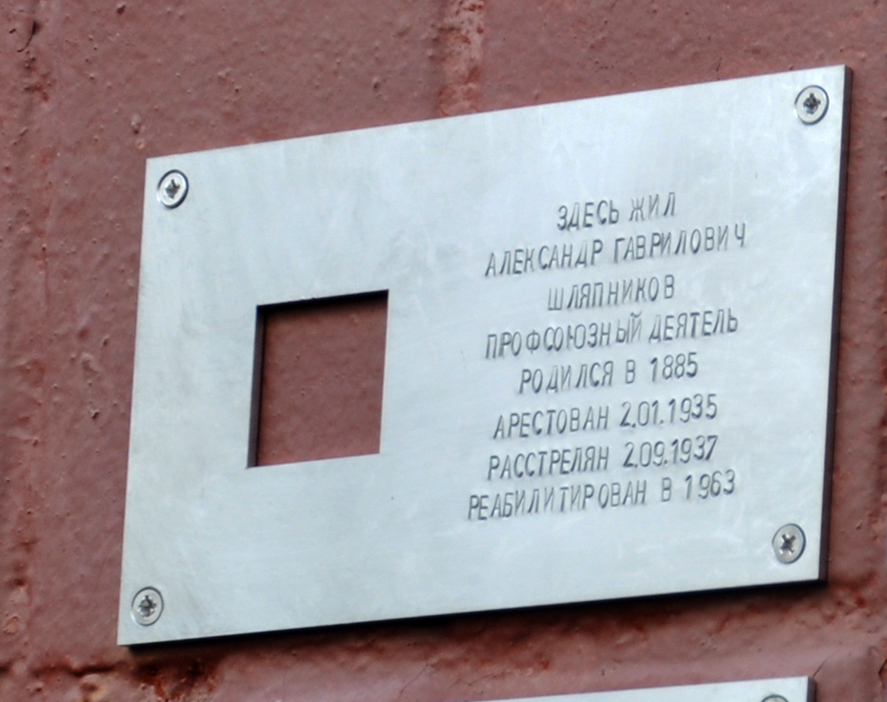 ЗДЕСЬ ЖИЛ
АЛЕКСАНДР ГАВРИЛОВИЧ
ШЛЯПНИКОВ
ПРОФСОЮЗНЫЙ ДЕЯТЕЛЬ
РОДИЛСЯ В 1885
АРЕСТОВАН 2.01.1935
РАССТРЕЛЯН 2.09.1937
РЕАБИЛИТИРОВАН В 1963